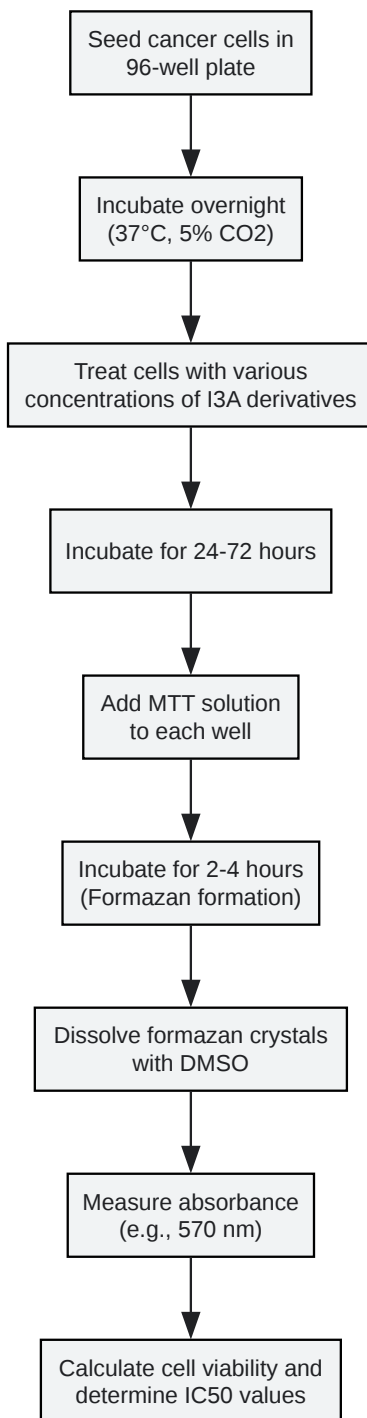 Seed cancer cells in
96-well plate
Incubate overnight
(37°C, 5% CO2)
Treat cells with various
concentrations of I3A derivatives
Incubate for 24-72 hours
Add MTT solution
to each well
Incubate for 2-4 hours
(Formazan formation)
Dissolve formazan crystals
with DMSO
Measure absorbance
(e.g., 570 nm)
Calculate cell viability and
determine IC50 values